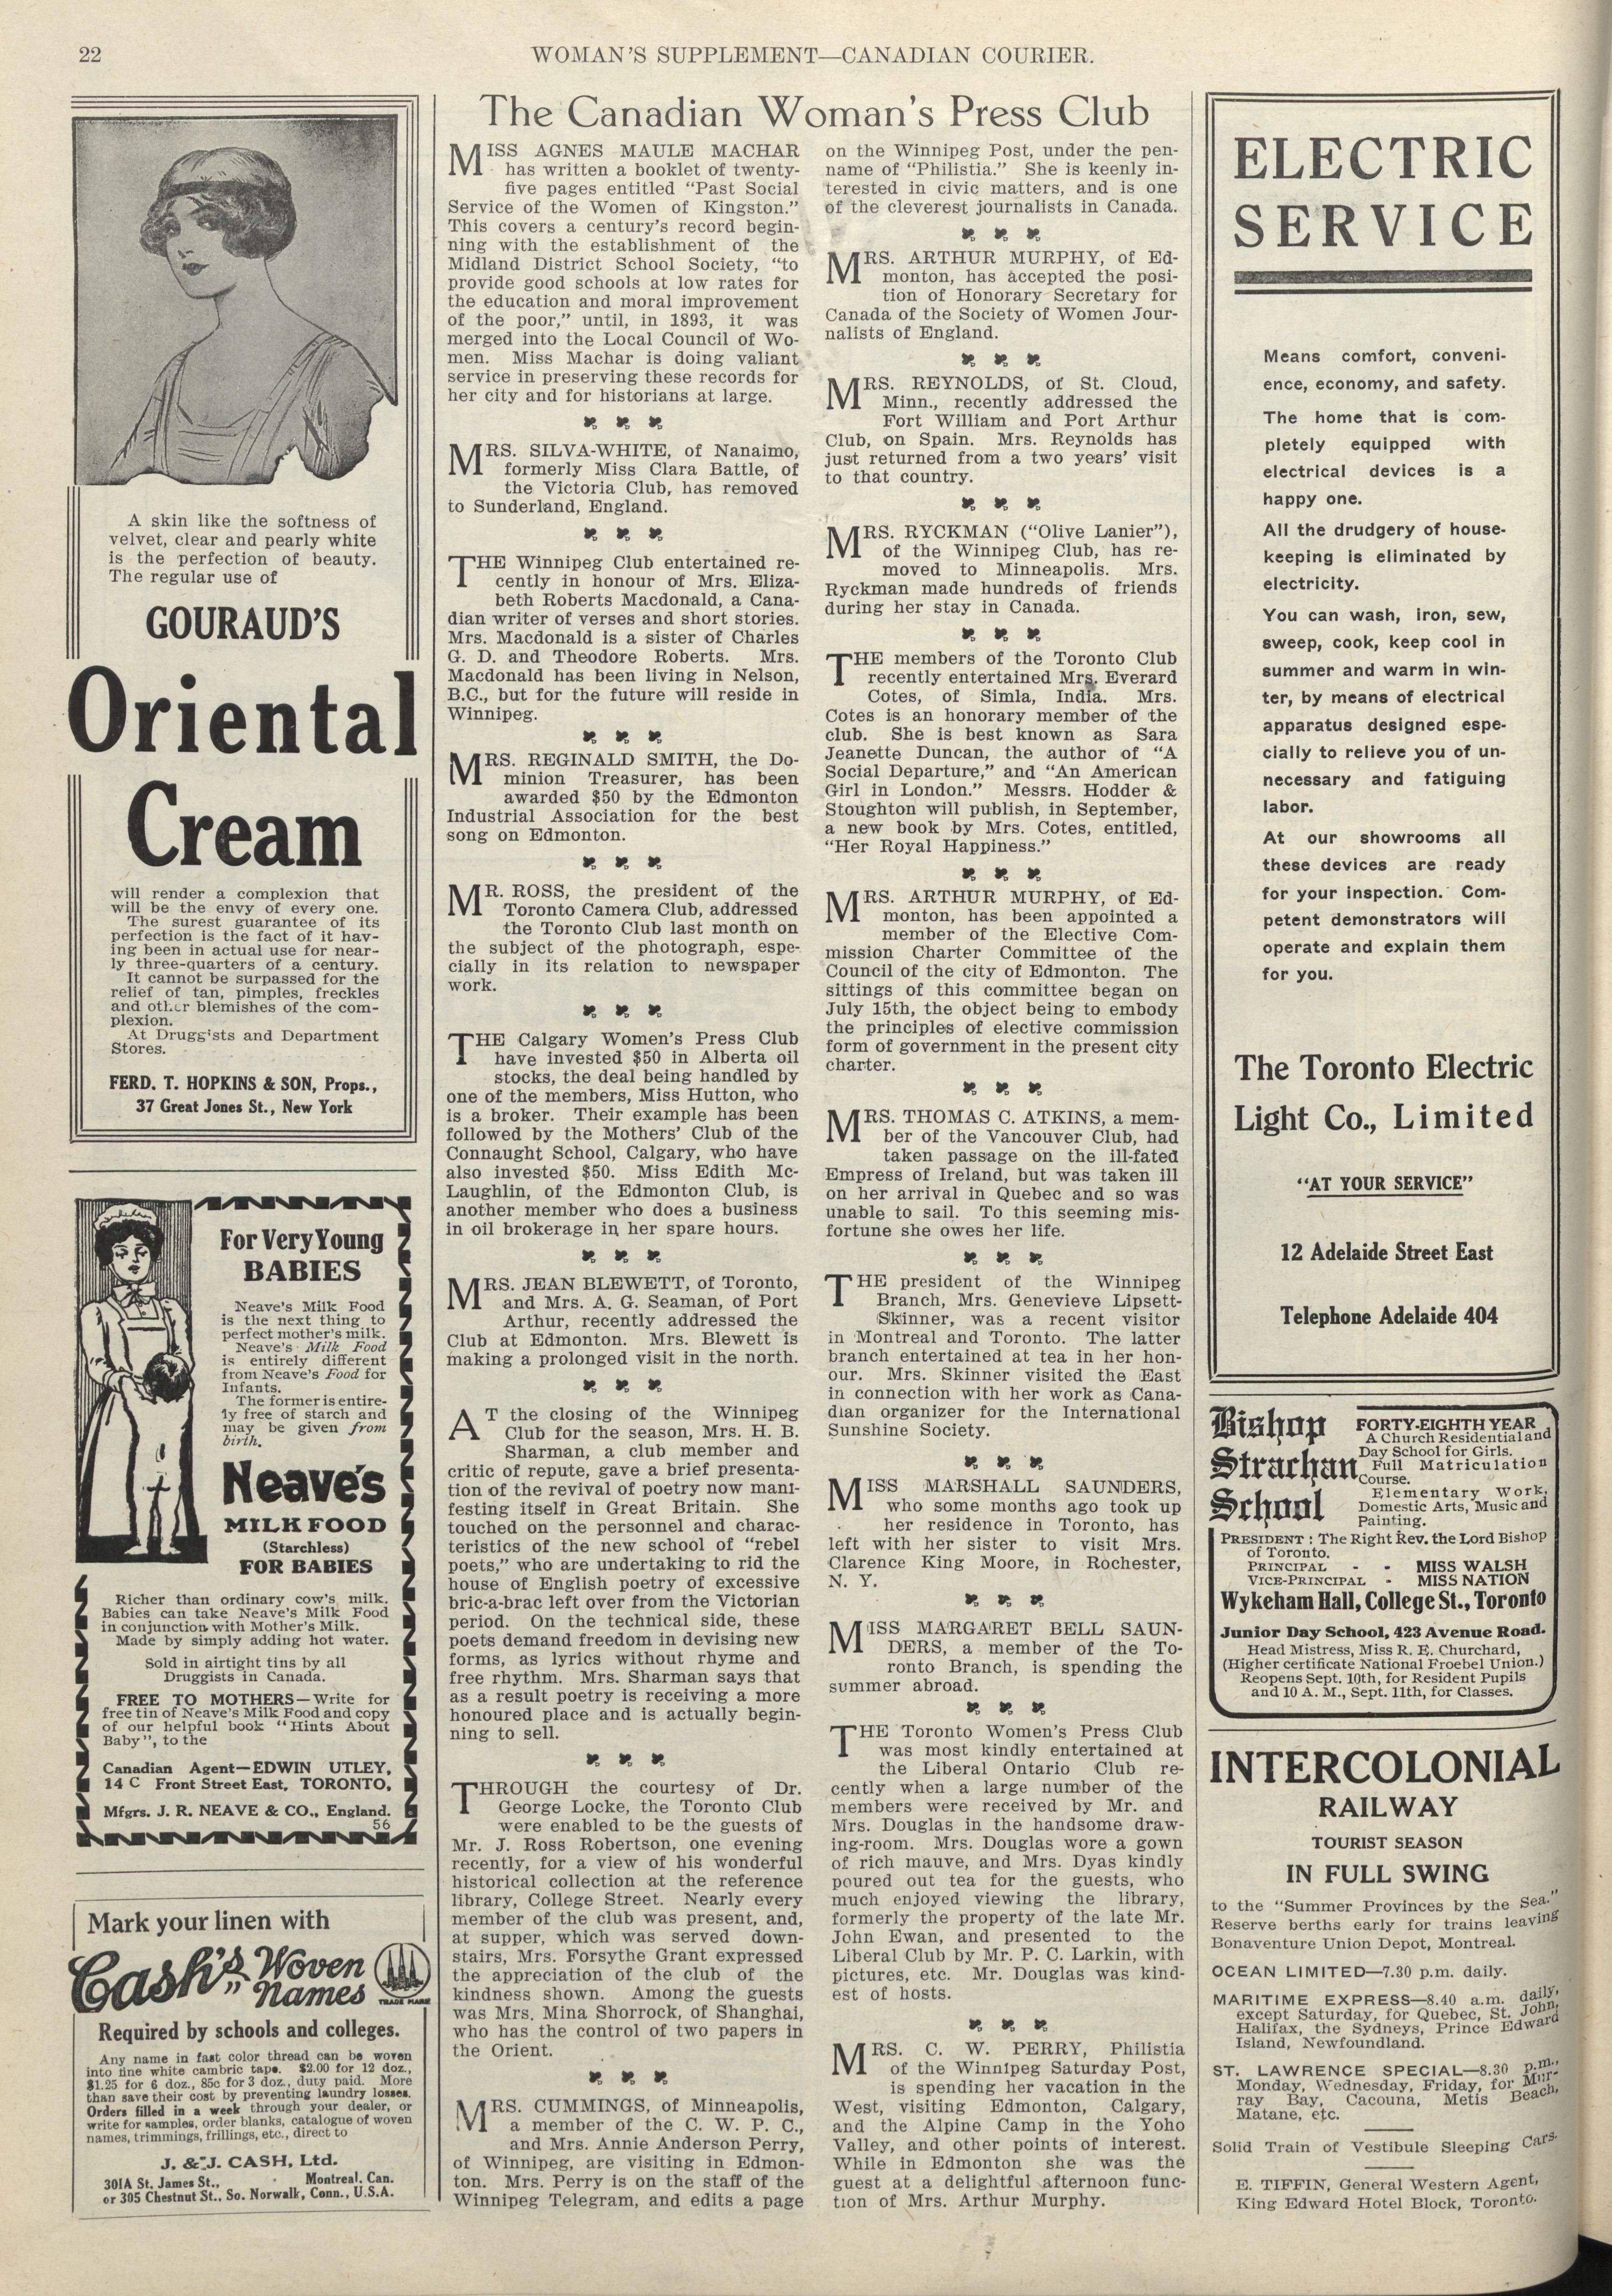 22
WOMAN'S SUPPLEMENT—CANADIAN COURIER.
A skin like the softness of
velvet, clear and pearly white
is the perfection of beauty.
The regular use of
GOURAUD'S
Oriental
Cream
will render a complexion that
will be the envy of every one.
The surest guarantee of its
perfection is the fact of it hav-
ing been in actual use for near-
ly three-quarters of a century.
It cannot be surpassed for the
relief of tan, pimples, freckles
and other blemishes of the com-
plexion.
At Druggists and Department
Stores.
FERD. T. HOPKINS & SON, Props.,
37 Great Jones St., New York
For Very Young
BABIES
Neave's Milk Food
is the next thing to
perfect mother's milk.
Neave's Milk Food
is entirely different
from Neave's Food for
Infants.
The former is entire-
ly free of starch and
may be given from
birth.
Neave's
MILK FOOD
(Starchless)
FOR BABIES
Richer than ordinary cow's milk.
Babies can take Neave's Milk Food
in conjunction with Mother's Milk.
Made by simply adding hot water.
Sold in airtight tins by all
Druggists in Canada.
FREE TO MOTHERS—Write for
free tin of Neave's Milk Food and copy
of our helpful book "Hints About
Baby", to the
Canadian Agent—EDWIN UTLEY,
14 C Front Street East, TORONTO,
Mfgrs. J. R. NEAVE & CO., England.
56
Mark your linen with
Cash's Woven
Names
TRADE MARK
Required by schools and colleges.
Any name in fast color thread can be woven
into fine white cambric tape. $2.00 for 12 doz.,
$1.25 for 6 doz., 85c for 3 doz., duty paid. More
than save their cost by preventing laundry losses.
Orders filled in a week through your dealer, or
write for samples, order blanks, catalogue of woven
names, trimmings, frillings, etc., direct to
J. & J. CASH, Ltd.
301A St. James St., Montreal, Can.
or 305 Chestnut St., So. Norwalk, Conn., U.S.A.
The Canadian Woman's Press Club
MISS AGNES MAULE MACHAR
has written a booklet of twenty-
five pages entitled "Past Social
Service of the Women of Kingston."
This covers a century's record begin-
ning with the establishment of the
Midland District School Society, "to
provide good schools at low rates for
the education and moral improvement
of the poor," until, in 1893, it was
merged into the Local Council of Wo-
men. Miss Machar is doing valiant
service in preserving these records for
her city and for historians at large.
MRS. SILVA-WHITE, of Nanaimo,
formerly Miss Clara Battle, of
the Victoria Club, has removed
to Sunderland, England.
THE Winnipeg Club entertained re-
cently in honour of Mrs. Eliza-
beth Roberts Macdonald, a Cana-
dian writer of verses and short stories.
Mrs. Macdonald is a sister of Charles
G. D. and Theodore Roberts. Mrs.
Macdonald has been living in Nelson,
B.C., but for the future will reside in
Winnipeg.
MRS. REGINALD SMITH, the Do-
minion Treasurer, has been
awarded $50 by the Edmonton
Industrial Association for the best
song on Edmonton.
MR. ROSS, the president of the
Toronto Camera Club, addressed
the Toronto Club last month on
the subject of the photograph, espe-
cially in its relation to newspaper
work.
THE Calgary Women's Press Club
have invested $50 in Alberta oil
stocks, the deal being handled by
one of the members, Miss Hutton, who
is a broker. Their example has been
followed by the Mothers' Club of the
Connaught School, Calgary, who have
also invested $50. Miss Edith Mc-
Laughlin, of the Edmonton Club, is
another member who does a business
in oil brokerage in her spare hours.
MRS. JEAN BLEWETT, of Toronto,
and Mrs. A. G. Seaman, of Port
Arthur, recently addressed the
Club at Edmonton. Mrs. Blewett is
making a prolonged visit in the north.
AT the closing of the Winnipeg
Club for the season, Mrs. H. B.
Sharman, a club member and
critic of repute, gave a brief presenta-
tion of the revival of poetry now mani-
festing itself in Great Britain. She
touched on the personnel and charac-
teristics of the new school of "rebel
poets," who are undertaking to rid the
house of English poetry of excessive
bric-a-brac left over from the Victorian
period. On the technical side, these
poets demand freedom in devising new
forms, as lyrics without rhyme and
free rhythm. Mrs. Sharman says that
as a result poetry is receiving a more
honoured place and is actually begin-
ning to sell.
THROUGH the courtesy of Dr.
George Locke, the Toronto Club
were enabled to be the guests of
Mr. J. Ross Robertson, one evening
recently, for a view of his wonderful
historical collection at the reference
library, College Street. Nearly every
member of the club was present, and,
at supper, which was served down-
stairs, Mrs. Forsythe Grant expressed
the appreciation of the club of the
kindness shown. Among the guests
was Mrs. Mina Shorrock, of Shanghai,
who has the control of two papers in
the Orient.
MRS. CUMMINGS, of Minneapolis,
a member of the C. W. P. C.,
and Mrs. Annie Anderson Perry,
of Winnipeg, are visiting in Edmon-
ton. Mrs. Perry is on the staff of the
Winnipeg Telegram, and edits a page
on the Winnipeg Post, under the pen-
name of "Philistia." She is keenly in-
terested in civic matters, and is one
of the cleverest journalists in Canada.
MRS. ARTHUR MURPHY, of Ed-
monton, has accepted the posi-
tion of Honorary Secretary for
Canada of the Society of Women Jour-
nalists of England.
MRS. REYNOLDS, of St. Cloud,
Minn., recently addressed the
Fort William and Port Arthur
Club, on Spain. Mrs. Reynolds has
just returned from a two years' visit
to that country.
MRS. RYCKMAN ("Olive Lanier"),
of the Winnipeg Club, has re-
moved to Minneapolis. Mrs.
Ryckman made hundreds of friends
during her stay in Canada.
THE members of the Toronto Club
recently entertained Mrs. Everard
Cotes, of Simla, India. Mrs.
Cotes is an honorary member of the
club. She is best known as Sara
Jeanette Duncan, the author of "A
Social Departure," and "An American
Girl in London." Messrs. Hodder &
Stoughton will publish, in September,
a new book by Mrs. Cotes, entitled,
"Her Royal Happiness."
MRS. ARTHUR MURPHY, of Ed-
monton, has been appointed a
member of the Elective Com-
mission Charter Committee of the
Council of the city of Edmonton. The
sittings of this committee began on
July 15th, the object being to embody
the principles of elective commission
form of government in the present city
charter.
MRS. THOMAS C. ATKINS, a mem-
ber of the Vancouver Club, had
taken passage on the ill-fated
Empress of Ireland, but was taken ill
on her arrival in Quebec and so was
unable to sail. To this seeming mis-
fortune she owes her life.
THE president of the Winnipeg
Branch, Mrs. Genevieve Lipsett-
Skinner, was a recent visitor
in Montreal and Toronto. The latter
branch entertained at tea in her hon-
our. Mrs. Skinner visited the East
in connection with her work as Cana-
dian organizer for the International
Sunshine Society.
MISS MARSHALL SAUNDERS,
who some months ago took up
her residence in Toronto, has
left with her sister to visit Mrs.
Clarence King Moore, in Rochester,
N. Y.
MISS MARGARET BELL SAUN-
DERS, a member of the To-
ronto Branch, is spending the
summer abroad.
THE Toronto Women's Press Club
was most kindly entertained at
the Liberal Ontario Club re-
cently when a large number of the
members were received by Mr. and
Mrs. Douglas in the handsome draw-
ing-room. Mrs. Douglas wore a gown
of rich mauve, and Mrs. Dyas kindly
poured out tea for the guests, who
much enjoyed viewing the library,
formerly the property of the late Mr.
John Ewan, and presented to the
Liberal Club by Mr. P. C. Larkin, with
pictures, etc. Mr. Douglas was kind-
est of hosts.
MRS. C. W. PERRY, Philistia
of the Winnipeg Saturday Post,
is spending her vacation in the
West, visiting Edmonton, Calgary,
and the Alpine Camp in the Yoho
Valley, and other points of interest.
While in Edmonton she was the
guest at a delightful afternoon func-
tion of Mrs. Arthur Murphy.
ELECTRIC
SERVICE
Means comfort, conveni-
ence, economy, and safety.
The home that is com-
pletely equipped with
electrical devices is a
happy one.
All the drudgery of house-
keeping is eliminated by
electricity.
You can wash, iron, sew,
sweep, cook, keep cool in
summer and warm in win-
ter, by means of electrical
apparatus designed espe-
cially to relieve you of un-
necessary and fatiguing
labor.
At our showrooms all
these devices are ready
for your inspection. Com-
petent demonstrators will
operate and explain them
for you.
The Toronto Electric
Light Co., Limited
"AT YOUR SERVICE"
12 Adelaide Street East
Telephone Adelaide 404
Bishop
Strachan
School
FORTY-EIGHTH YEAR
A Church Residential and
Day School for Girls.
Full Matriculation
Course.
Elementary Work,
Domestic Arts, Music and
Painting.
PRESIDENT : The Right Rev. the Lord Bishop
of Toronto.
PRINCIPAL - - MISS WALSH
VICE-PRINCIPAL - MISS NATION
Wykeham Hall, College St., Toronto
Junior Day School, 423 Avenue Road.
Head Mistress, Miss R. E. Churchard,
(Higher certificate National Froebel Union.)
Reopens Sept. 10th, for Resident Pupils
and 10 A. M., Sept. 11th, for Classes.
INTERCOLONIAL
RAILWAY
TOURIST SEASON
IN FULL SWING
to the "Summer Provinces by the Sea."
Reserve berths early for trains leaving
Bonaventure Union Depot, Montreal.
OCEAN LIMITED—7.30 p.m. daily.
MARITIME EXPRESS—8.40 a.m. daily,
except Saturday, for Quebec, St. John,
Halifax, the Sydneys, Prince Edward
Island, Newfoundland.
ST. LAWRENCE SPECIAL—8.30 p.m.,
Monday, Wednesday, Friday, for Mur-
ray Bay, Cacouna, Metis Beach,
Matane, etc.
Solid Train of Vestibule Sleeping Cars.
E. TIFFIN, General Western Agent,
King Edward Hotel Block, Toronto.